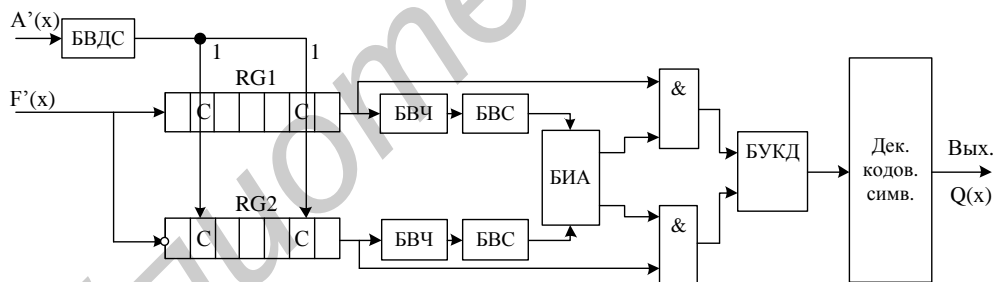 A’(x)
БВДС
1
1
RG1
F’(x)
С
С
БВЧ
БВС
&
БИА
БУКД
Дек.
кодов.
симв.
Вых.
Q(x)
RG2
С
С
БВЧ
БВС
&